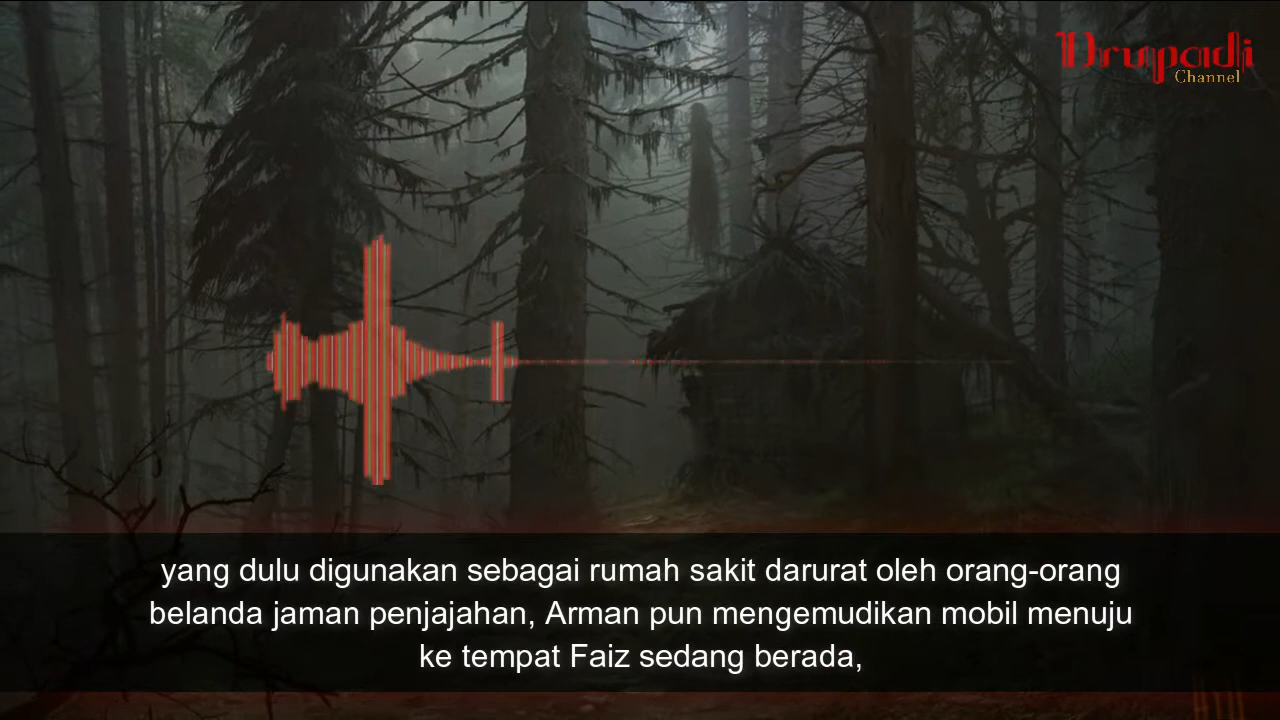 Drupadi
Channel
yang dulu digunakan sebagai rumah sakit darurat oleh orang-orang
belanda jaman penjajahan, Arman pun mengemudikan mobil menuju
ke tempat Faiz sedang berada,